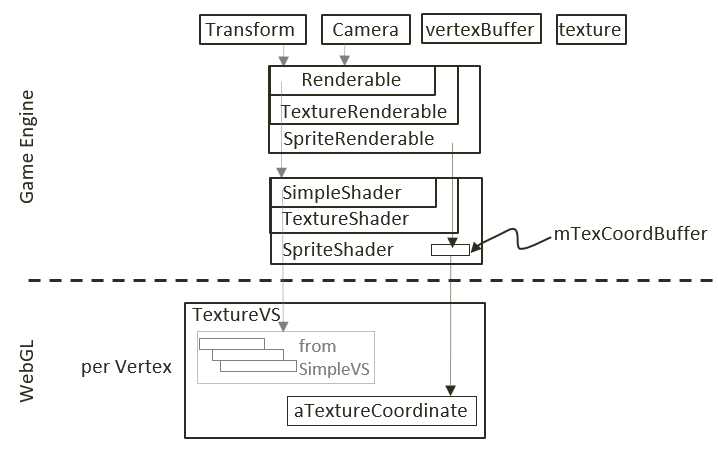 Transform
Camera
vertexBuffer
texture
Game Engine
Renderable
TextureRenderable
SpriteRenderable
SimpleShader
TextureShader
SpriteShader
mTexCoordBuffer
WebGL
TextureVS
per Vertex
from
SimpleVS
aTextureCoordinate